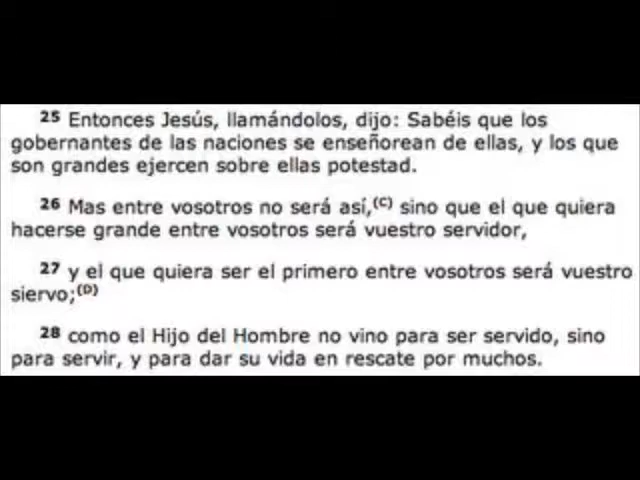 25 Entonces Jesús, llamándolos, dijo: Sabéis que los
gobernantes de las naciones se enseñorean de ellas, y los que
son grandes ejercen sobre ellas potestad.
26 Mas entre vosotros no será así,(C) sino que el que quiera
hacerse grande entre vosotros será vuestro servidor,
27 y el que quiera ser el primero entre vosotros será vuestro
siervo;(D)
28 como el Hijo del Hombre no vino para ser servido, sino
para servir, y para dar su vida en rescate por muchos.